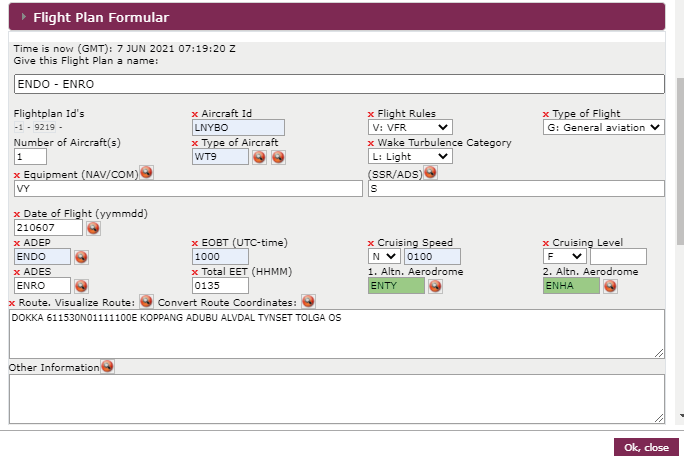 Flight Plan Formular
Time is now (GMT): 7 JUN 2021 07:19:20 Z
Give this Flight Plan a name:
ENDO - ENRO
Flightplan Id's x Aircraft Id x Flight Rules x Type of Flight
-1 - 9219 - LNYBO V: VFR G: General aviation
Number of Aircraft(s) x Type of Aircraft x Wake Turbulence Category
1 WT9 L: Light
x Equipment (NAV/COM) (SSR/ADS)
VY S
x Date of Flight (yymmdd)
210607
x ADEP x EOBT (UTC-time) x Cruising Speed x Cruising Level
ENDO 1000 N 0100 F
x ADES x Total EET (HHMM) 1. Altn. Aerodrome 2. Altn. Aerodrome
ENRO 0135 ENTY ENHA
x Route. Visualize Route: Convert Route Coordinates:
DOKKA 611530N01111100E KOPPANG ADUBU ALVDAL TYNSET TOLGA OS
Other Information
Ok, close